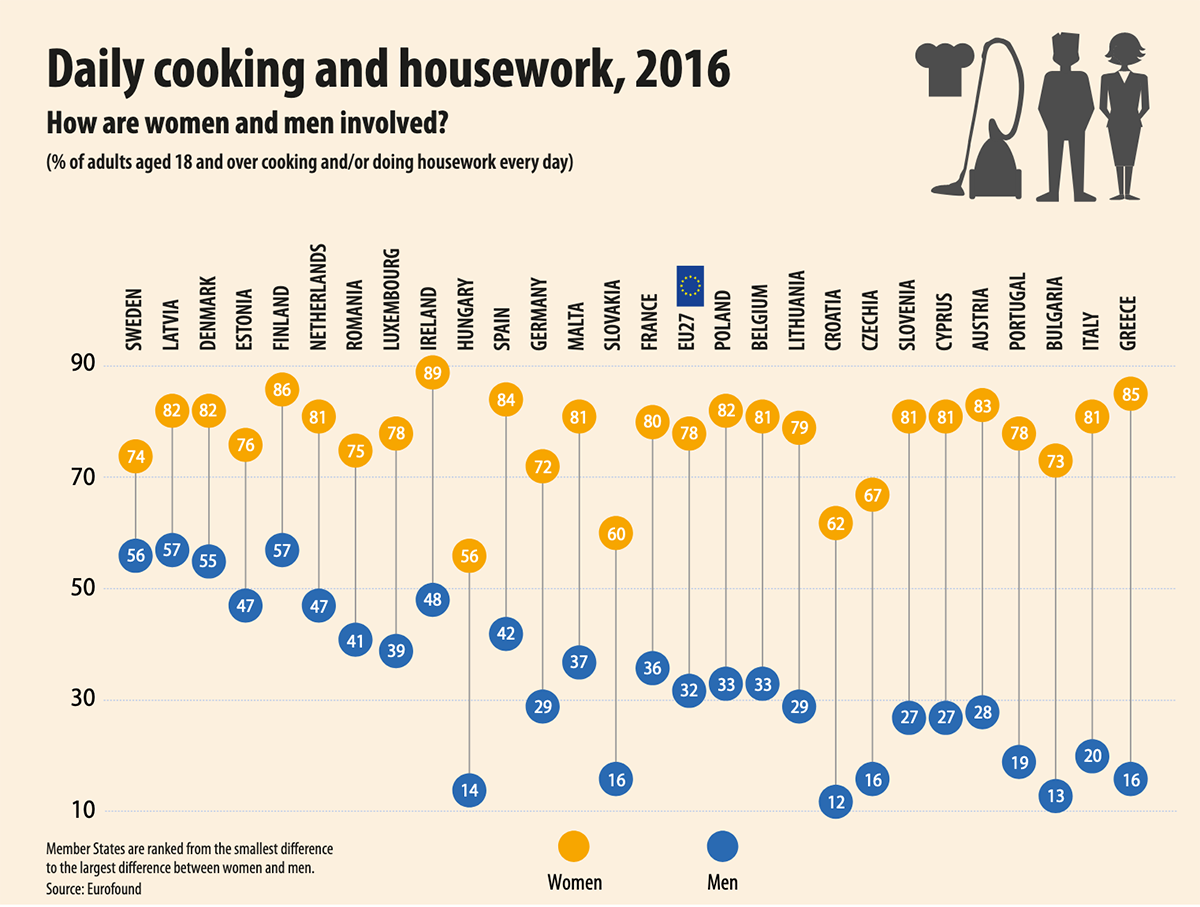 Daily cooking and housework, 2016
How are women and men involved?
(% of adults aged 18 and over cooking and/or doing housework every day)
SWEDEN LATVIA DENMARK ESTONIA FINLAND NETHERLANDS ROMANIA LUXEMBOURG IRELAND HUNGARY SPAIN GERMANY MALTA SLOVAKIA FRANCE EU27 POLAND BELGIUM LITHUANIA CROATIA CZECHIA SLOVENIA CYPRUS AUSTRIA PORTUGAL BULGARIA ITALY GREECE
90
70
50
30
10
74 82 82 76 86 81 75 78 89 56 84 72 81 60 80 78 82 81 79 62 67 81 81 83 78 73 81 85
56 57 55 47 57 47 41 39 48 14 42 29 37 16 36 32 33 33 29 12 16 27 27 28 19 13 20 16
Member States are ranked from the smallest difference
to the largest difference between women and men.
Source: Eurofound
Women
Men